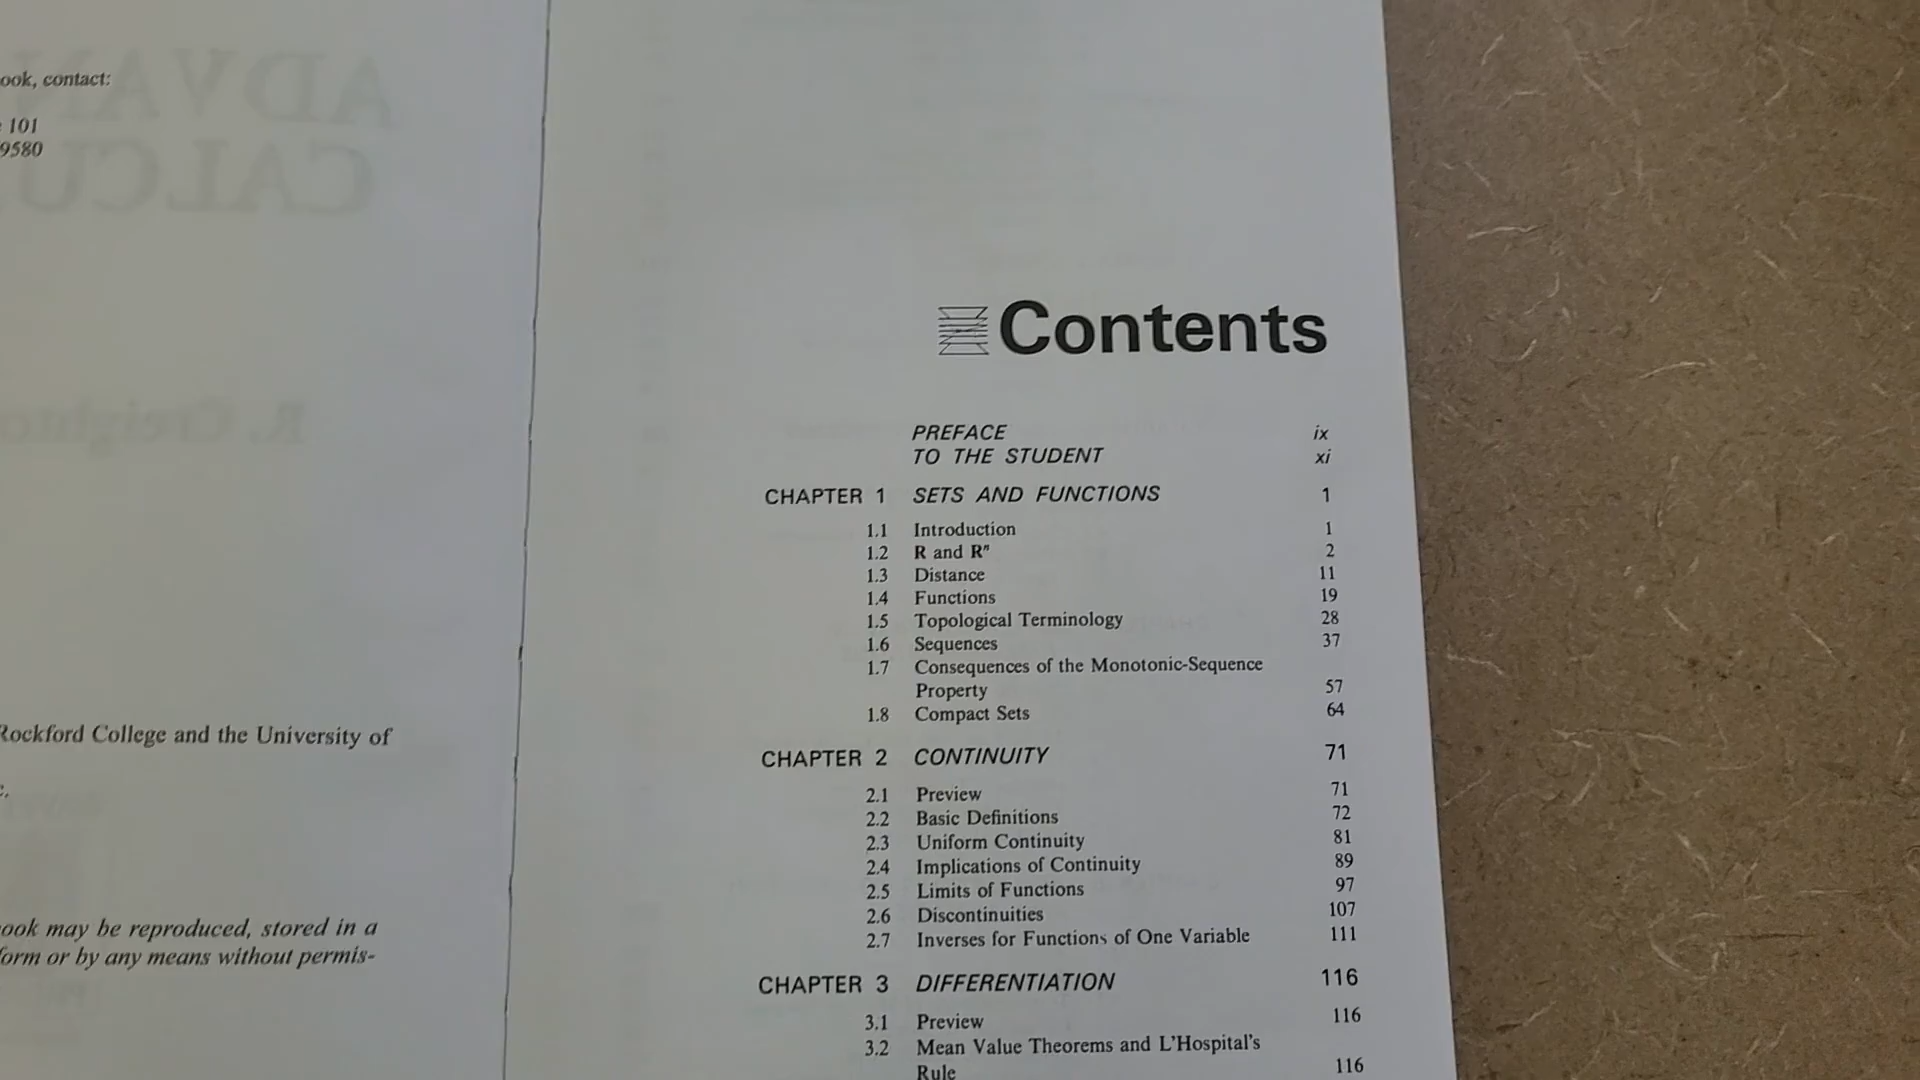 ook, contact:
101
9580
Rockford College and the University of
ook may be reproduced, stored in a
form or by any means without permis-
Contents
PREFACE ix
TO THE STUDENT xi
CHAPTER 1 SETS AND FUNCTIONS 1
1.1 Introduction 1
1.2 R and Rⁿ 2
1.3 Distance 11
1.4 Functions 19
1.5 Topological Terminology 28
1.6 Sequences 37
1.7 Consequences of the Monotonic-Sequence
Property 57
1.8 Compact Sets 64
CHAPTER 2 CONTINUITY 71
2.1 Preview 71
2.2 Basic Definitions 72
2.3 Uniform Continuity 81
2.4 Implications of Continuity 89
2.5 Limits of Functions 97
2.6 Discontinuities 107
2.7 Inverses for Functions of One Variable 111
CHAPTER 3 DIFFERENTIATION 116
3.1 Preview 116
3.2 Mean Value Theorems and L'Hospital's
Rule 116